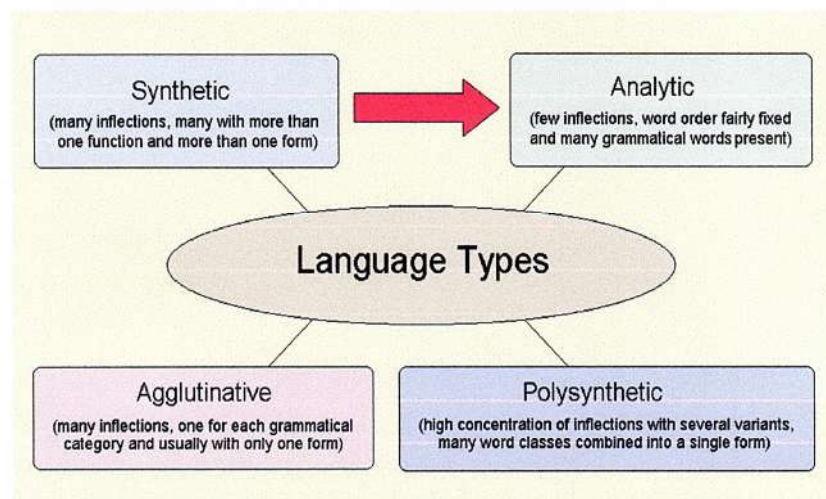 Synthetic
(many inflections, many with more than
one function and more than one form)
Analytic
(few inflections, word order fairly fixed
and many grammatical words present)
Language Types
Agglutinative
(many inflections, one for each grammatical
category and usually with only one form)
Polysynthetic
(high concentration of inflections with several variants,
many word classes combined into a single form)